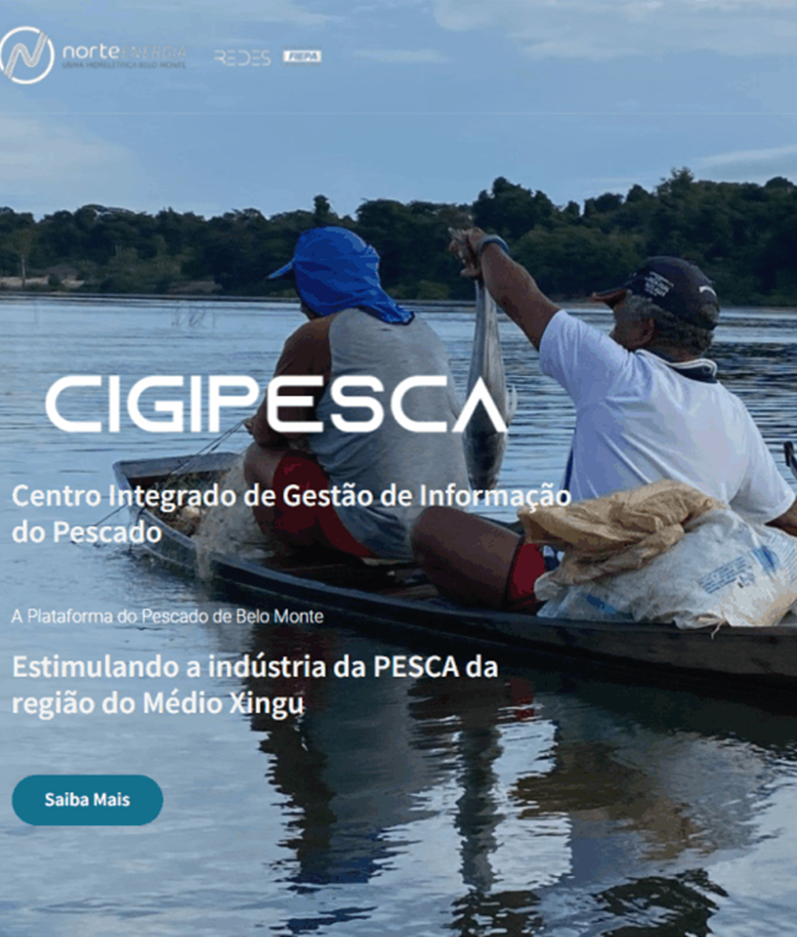 norte ENERGIA
USINA HIDRELÉTRICA BELO MONTE
REDES FIEPA
CIGIPESCA
Centro Integrado de Gestão de Informação
do Pescado
A Plataforma do Pescado de Belo Monte
Estimulando a indústria da PESCA da
região do Médio Xingu
Saiba Mais